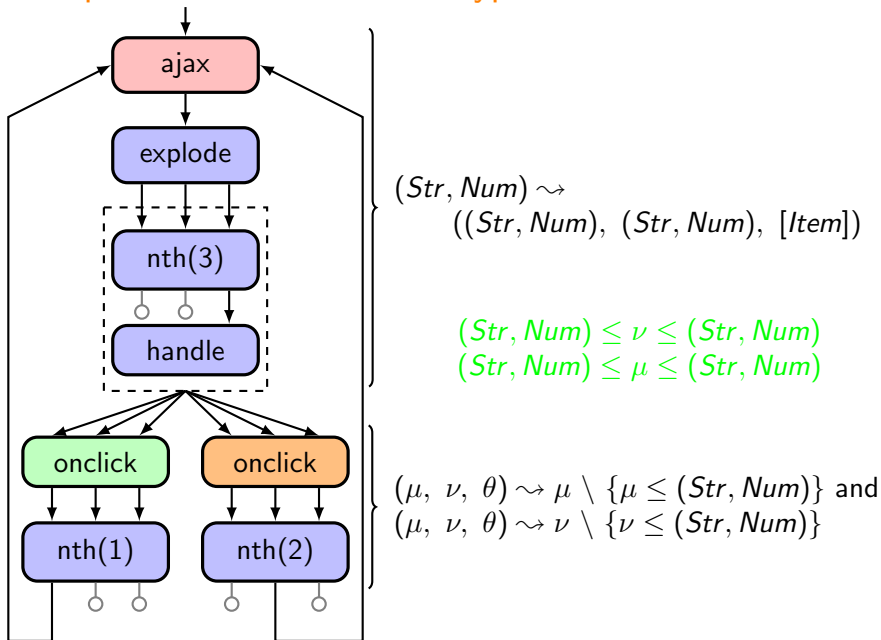 ajax
explode
nth(3)
handle
(Str, Num) ⇝
((Str, Num), (Str, Num), [Item])
(Str, Num) ≤ ν ≤ (Str, Num)
(Str, Num) ≤ μ ≤ (Str, Num)
onclick
onclick
nth(1)
nth(2)
(μ, ν, θ) ⇝ μ \ {μ ≤ (Str, Num)} and
(μ, ν, θ) ⇝ ν \ {ν ≤ (Str, Num)}